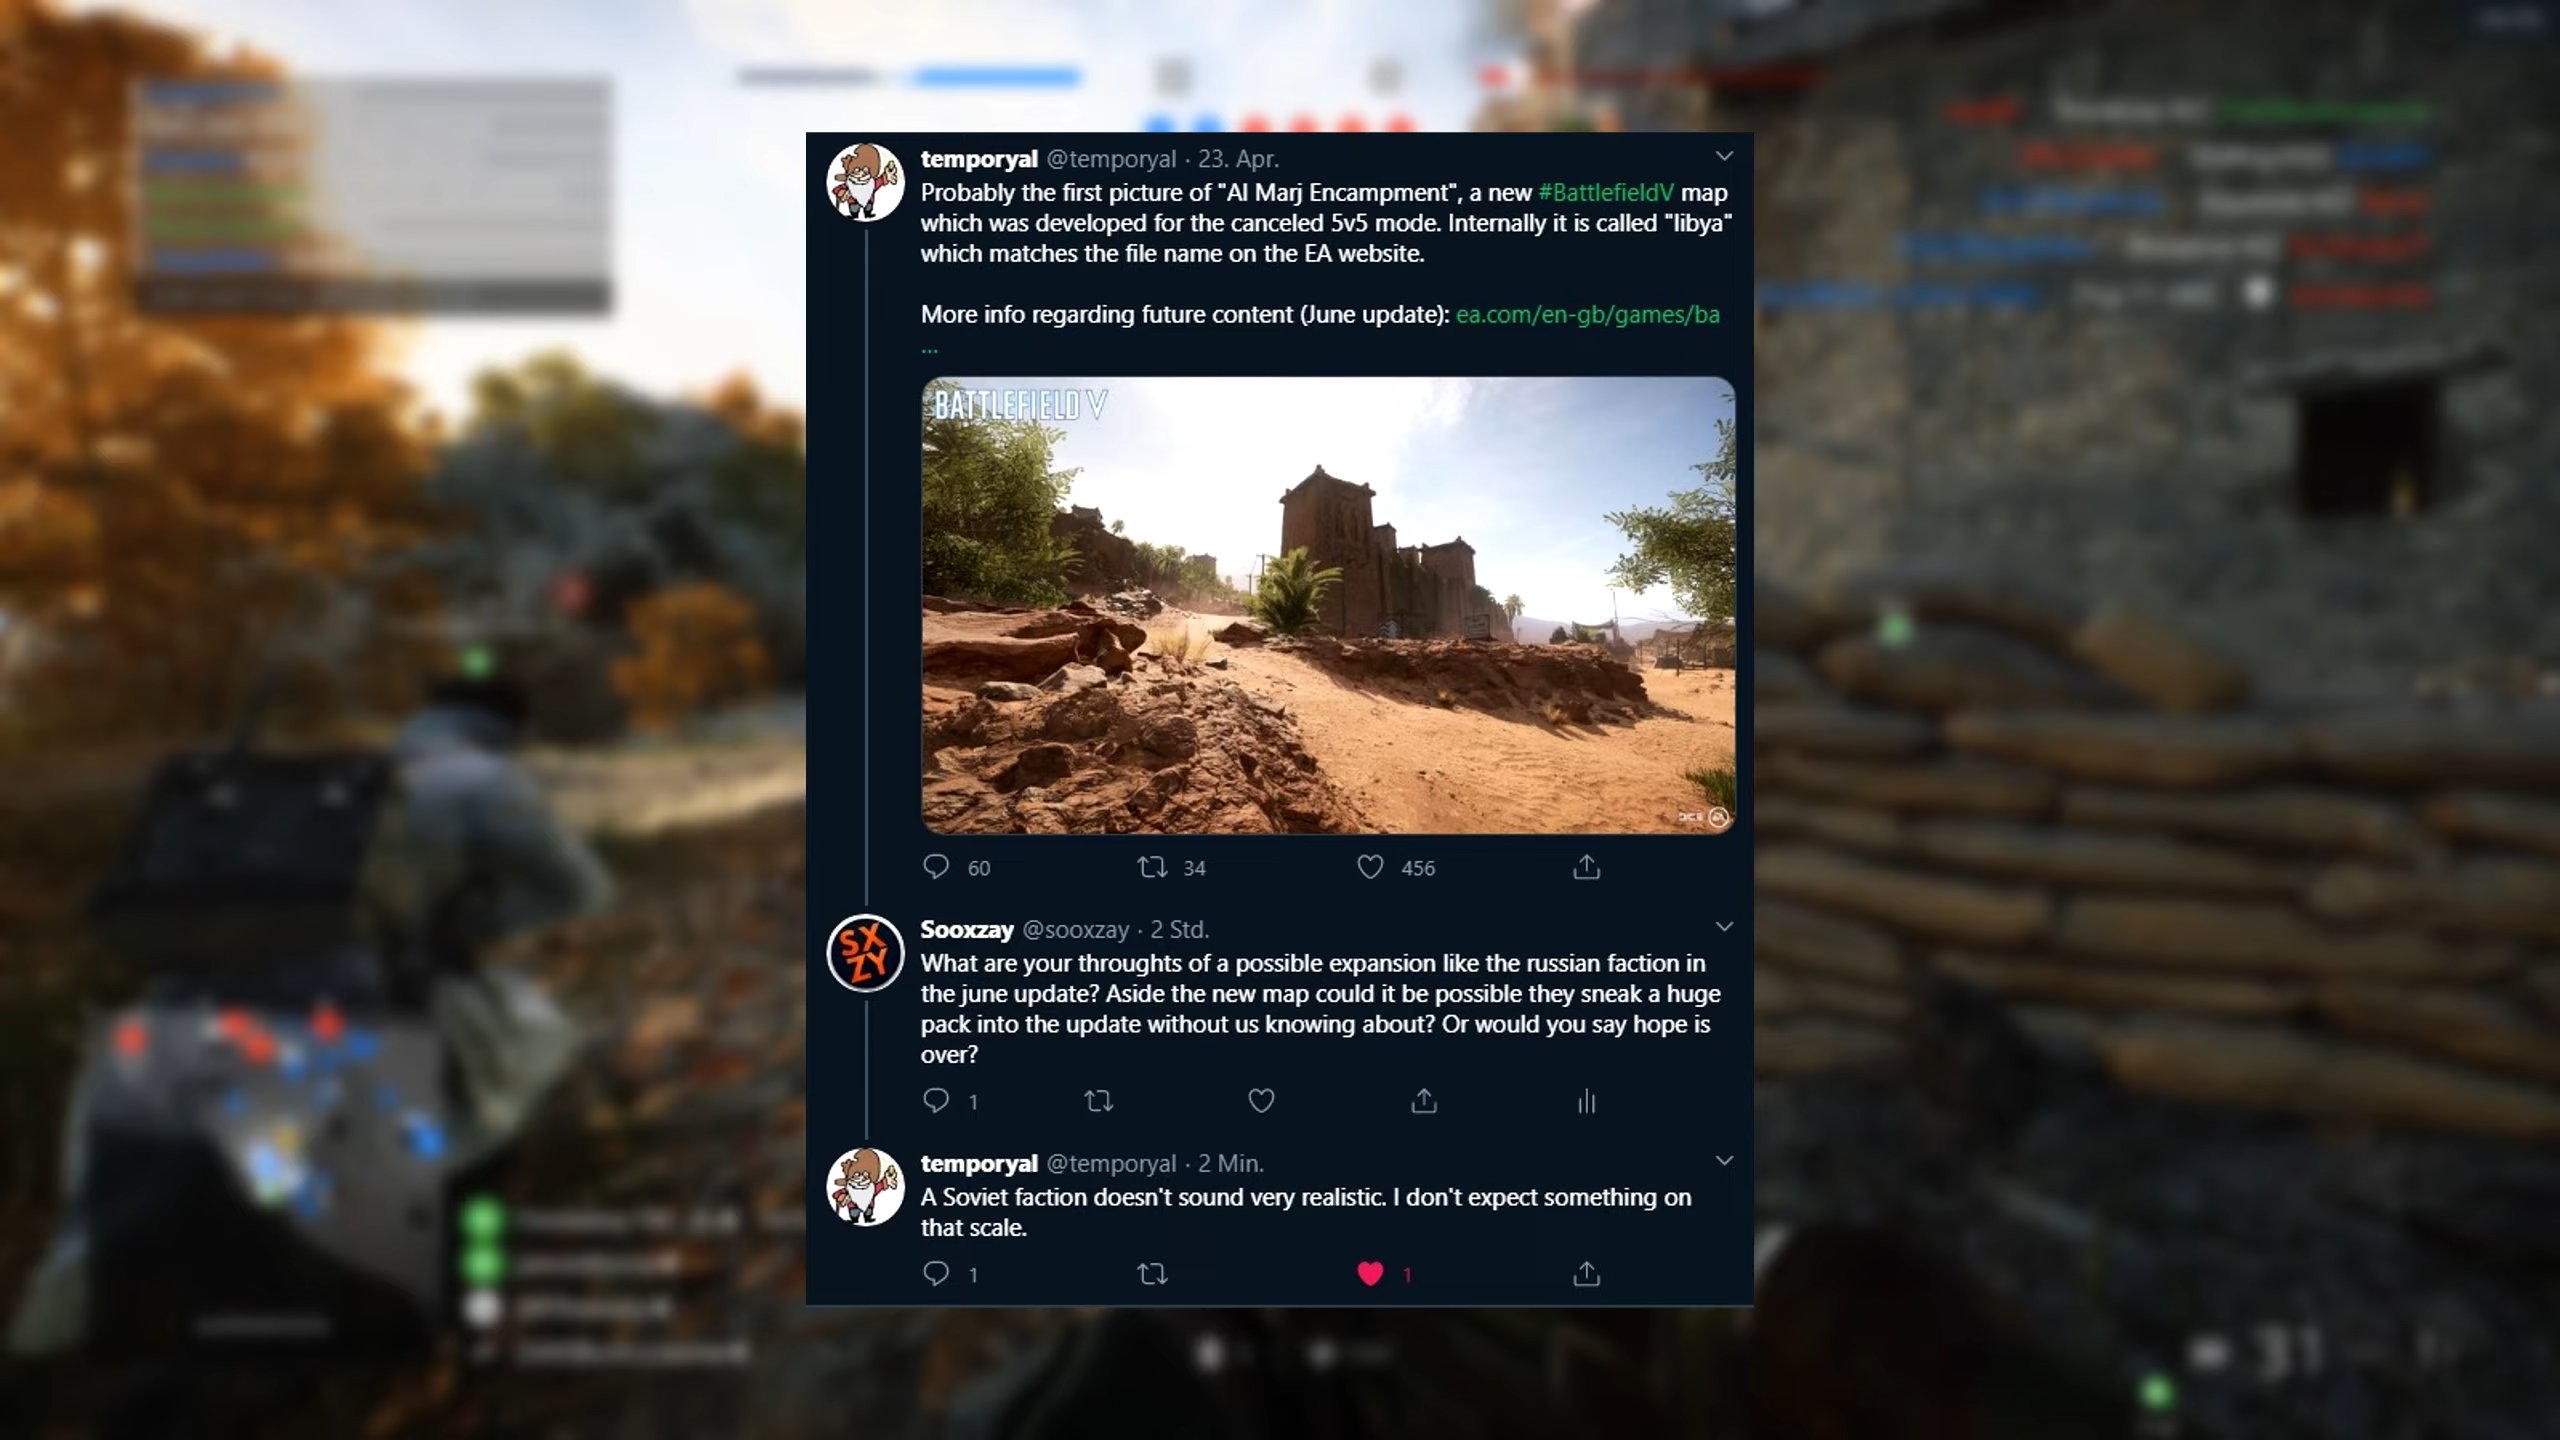 temporyal @temporyal · 23. Apr.
Probably the first picture of "Al Marj Encampment", a new #BattlefieldV map
which was developed for the canceled 5v5 mode. Internally it is called "libya"
which matches the file name on the EA website.
More info regarding future content (June update): ea.com/en-gb/games/ba
...
BATTLEFIELD V
DICE EA
60 34 456
SX
ZY
Sooxzay @sooxzay · 2 Std.
What are your throughts of a possible expansion like the russian faction in
the june update? Aside the new map could it be possible they sneak a huge
pack into the update without us knowing about? Or would you say hope is
over?
1
temporyal @temporyal · 2 Min.
A Soviet faction doesn't sound very realistic. I don't expect something on
that scale.
1 1
31